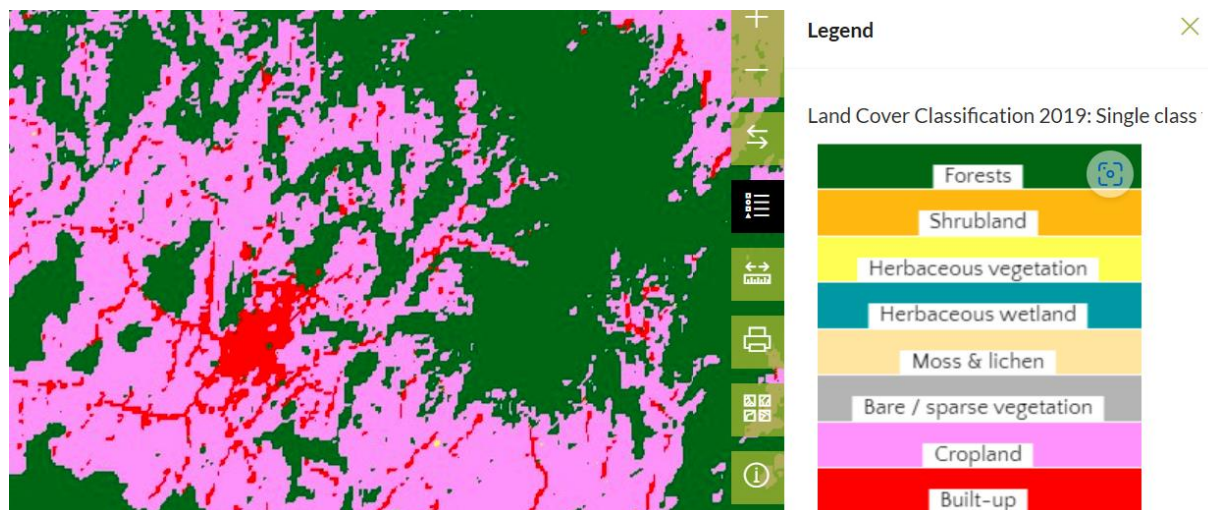 Legend
Land Cover Classification 2019: Single class
Forests
Shrubland
Herbaceous vegetation
Herbaceous wetland
Moss & lichen
Bare / sparse vegetation
Cropland
Built-up